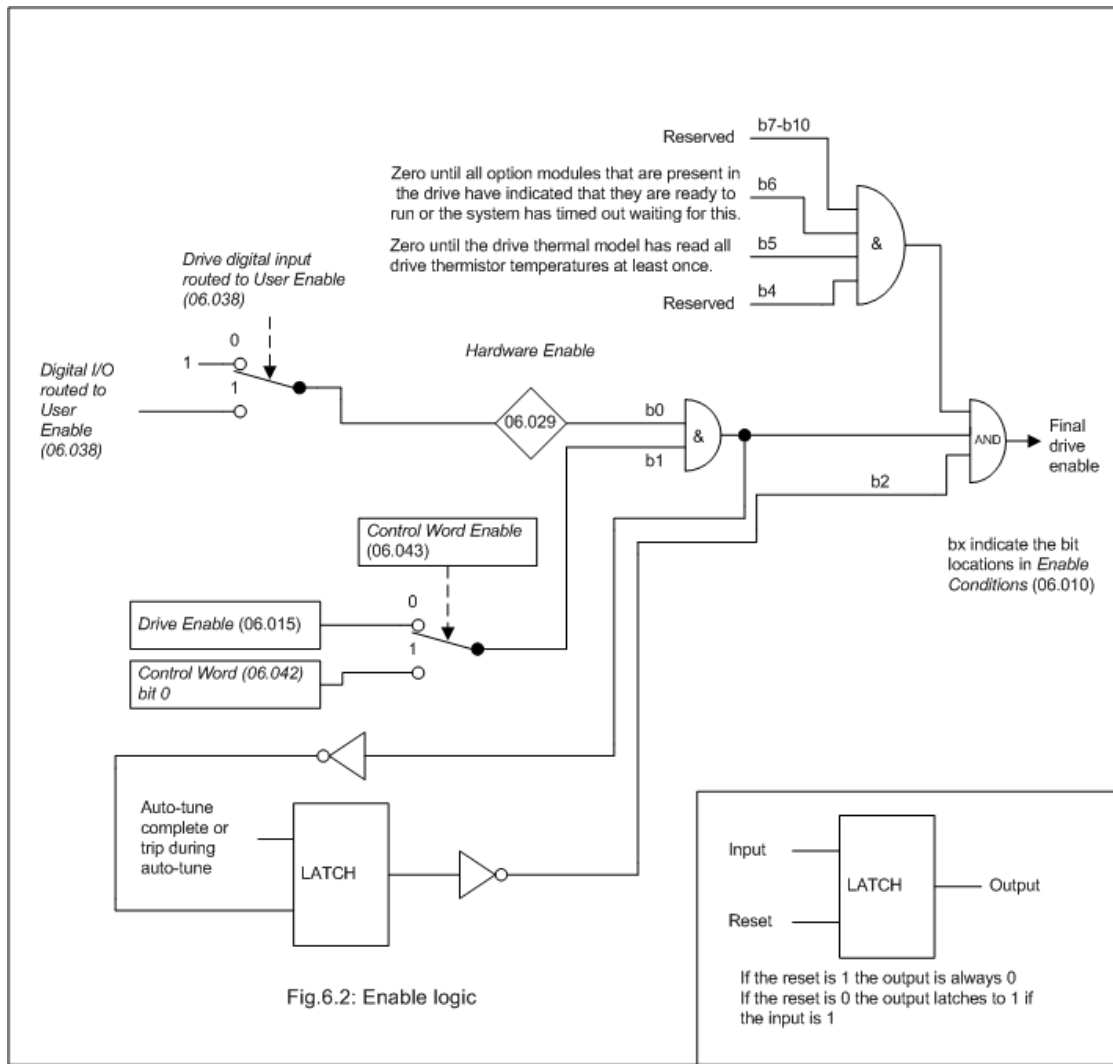 Reserved
b7-b10
Zero until all option modules that are present in
the drive have indicated that they are ready to
run or the system has timed out waiting for this.
b6
Zero until the drive thermal model has read all
drive thermistor temperatures at least once.
b5
Reserved
b4
&
Drive digital input
routed to User Enable
(06.038)
0
1
1
Digital I/O
routed to
User
Enable
(06.038)
Hardware Enable
06.029
b0
b1
&
AND
Final
drive
enable
b2
bx indicate the bit
locations in Enable
Conditions (06.010)
Control Word Enable
(06.043)
0
1
Drive Enable (06.015)
Control Word (06.042)
bit 0
Auto-tune
complete or
trip during
auto-tune
LATCH
Fig.6.2: Enable logic
Input
Reset
LATCH
Output
If the reset is 1 the output is always 0
If the reset is 0 the output latches to 1 if
the input is 1